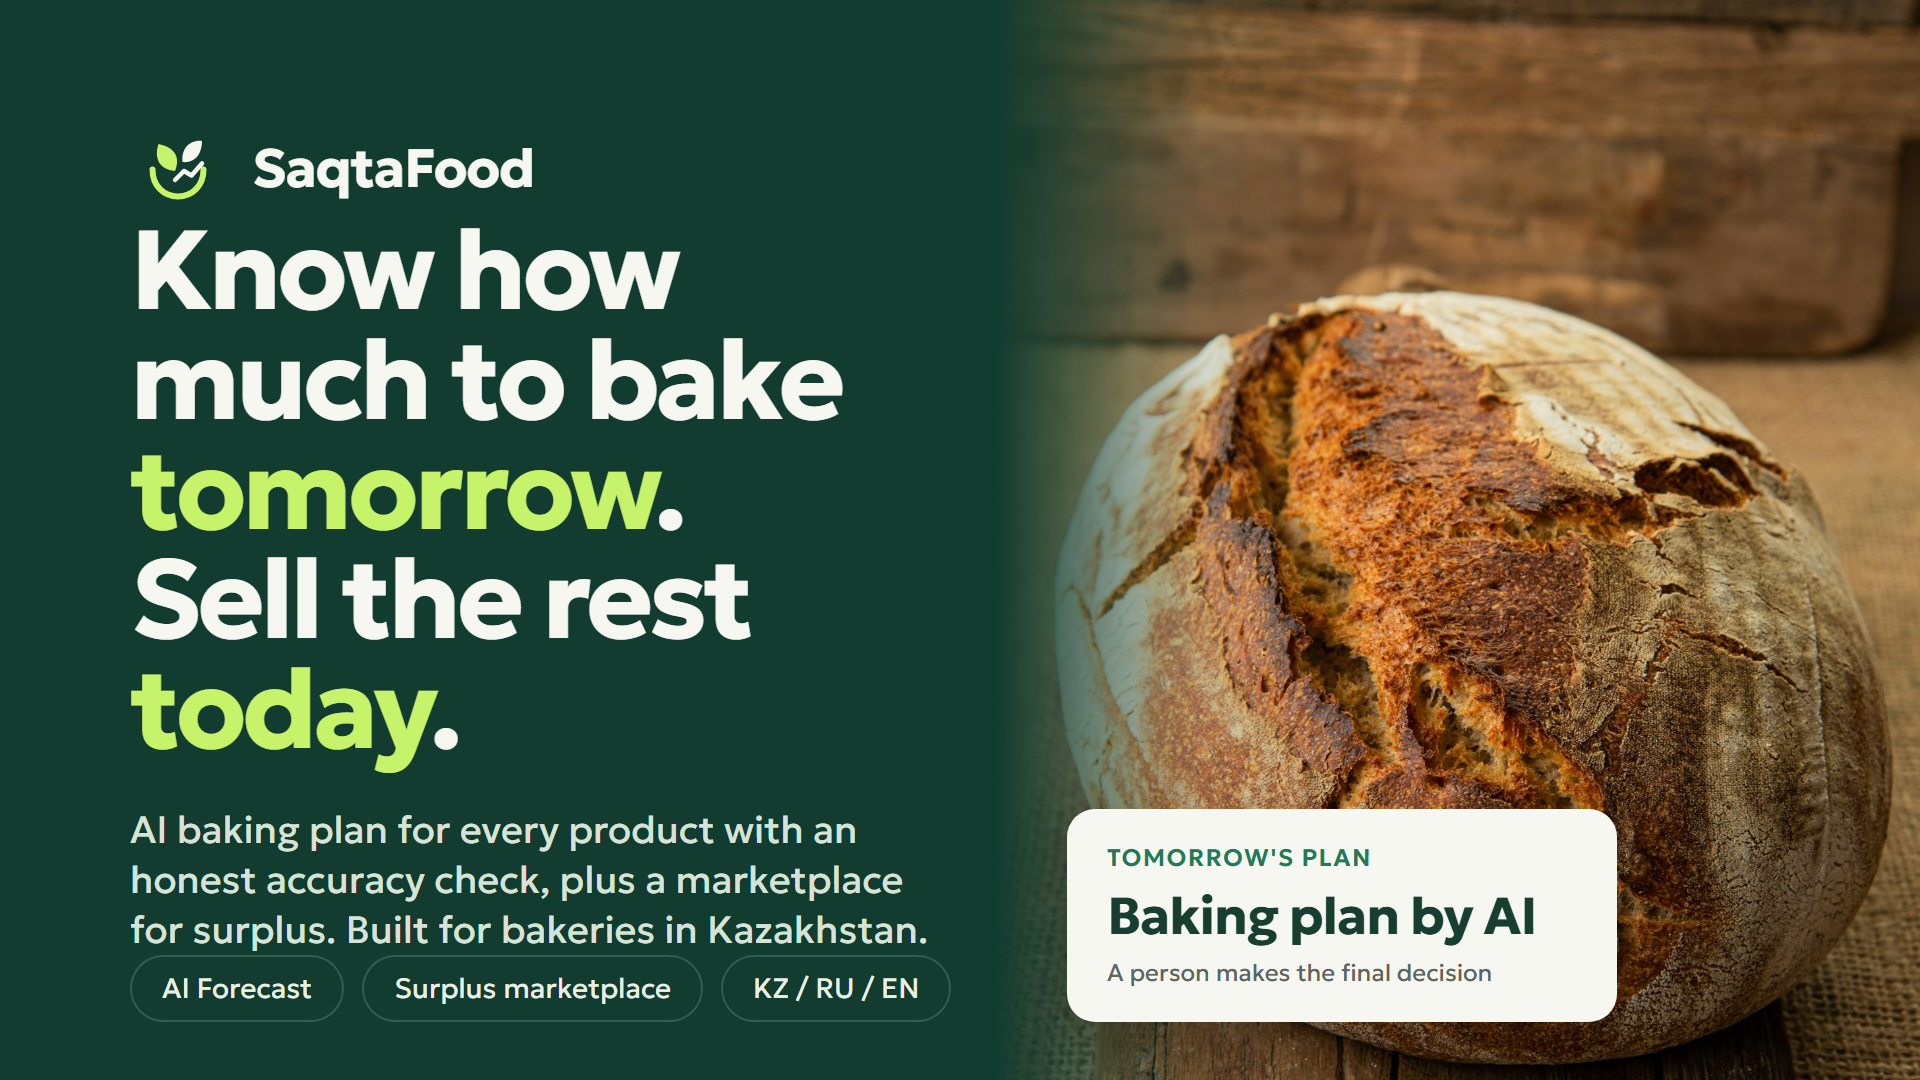 SaqtaFood
Know how
much to bake
tomorrow.
Sell the rest
today.
AI baking plan for every product with an
honest accuracy check, plus a marketplace
for surplus. Built for bakeries in Kazakhstan.
AI Forecast
Surplus marketplace
KZ / RU / EN
TOMORROW'S PLAN
Baking plan by AI
A person makes the final decision